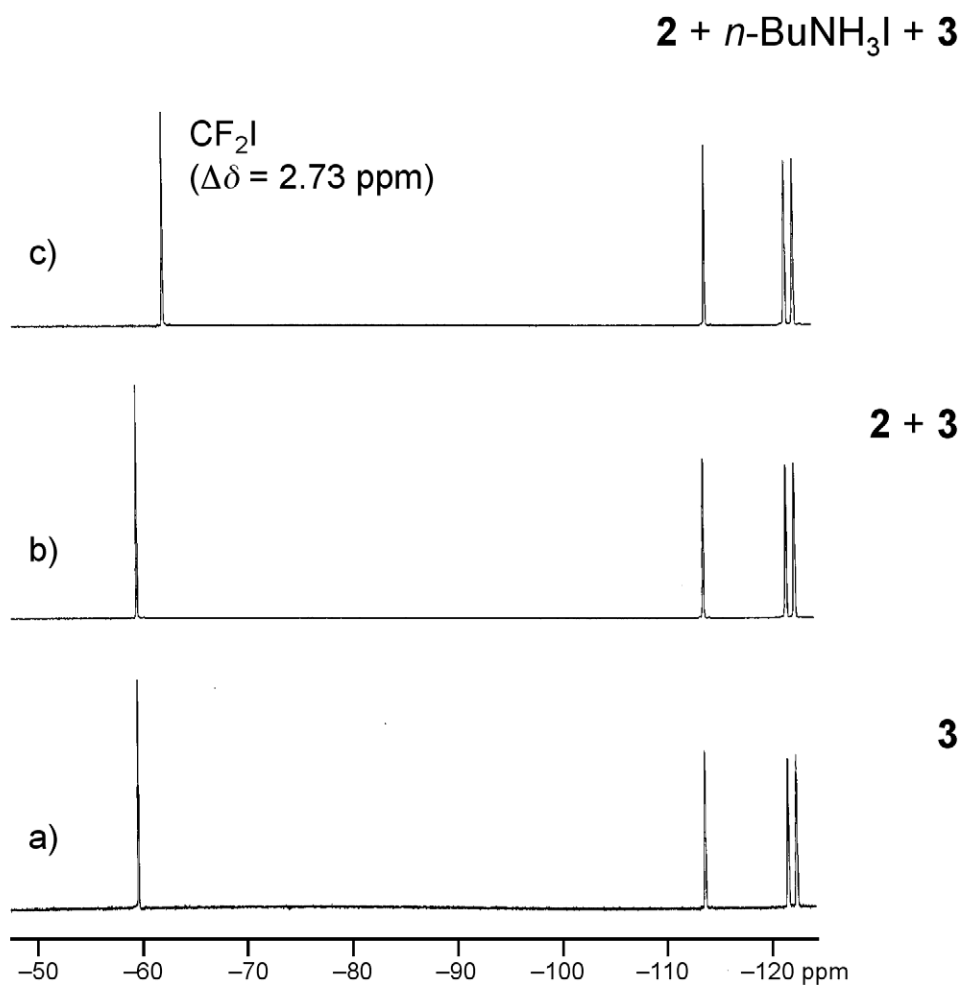 2 + n-BuNH₃I + 3
CF₂I
(Δδ = 2.73 ppm)
c)
2 + 3
b)
3
a)
–50 –60 –70 –80 –90 –100 –110 –120 ppm